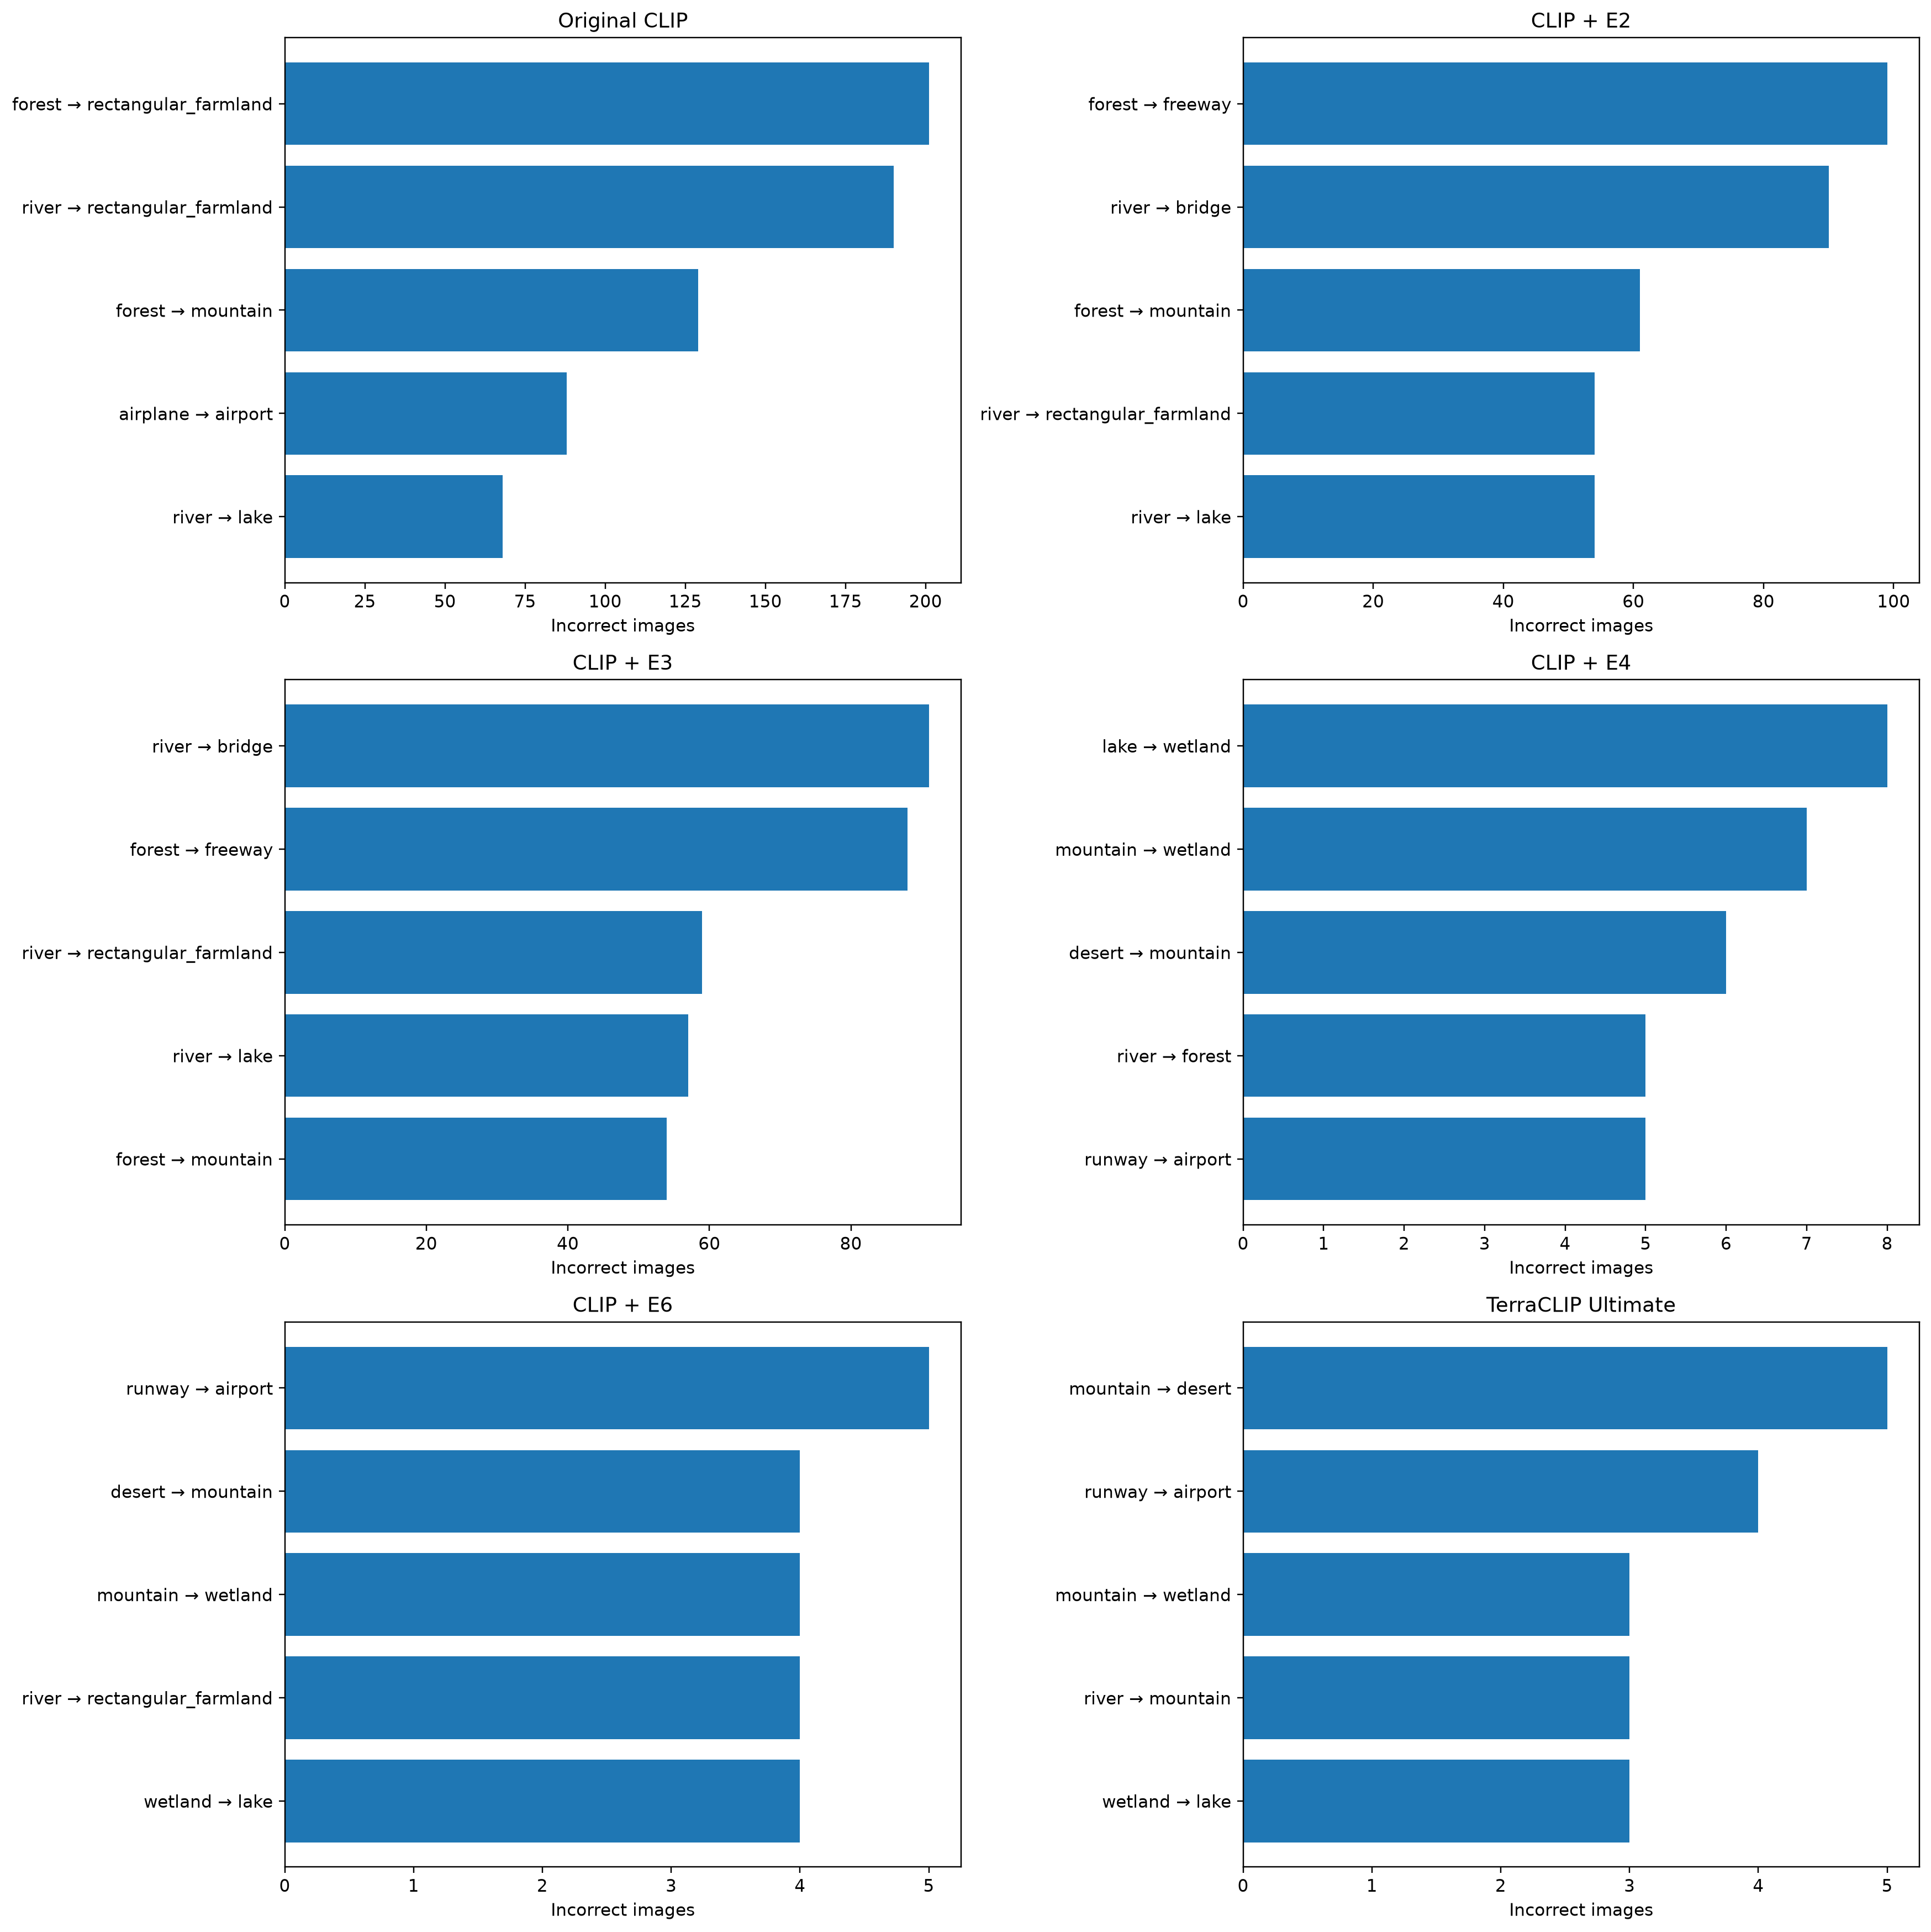 Original CLIP
forest → rectangular_farmland
river → rectangular_farmland
forest → mountain
airplane → airport
river → lake
0 25 50 75 100 125 150 175 200
Incorrect images
CLIP + E2
forest → freeway
river → bridge
forest → mountain
river → rectangular_farmland
river → lake
0 20 40 60 80 100
Incorrect images
CLIP + E3
river → bridge
forest → freeway
river → rectangular_farmland
river → lake
forest → mountain
0 20 40 60 80
Incorrect images
CLIP + E4
lake → wetland
mountain → wetland
desert → mountain
river → forest
runway → airport
0 1 2 3 4 5 6 7 8
Incorrect images
CLIP + E6
runway → airport
desert → mountain
mountain → wetland
river → rectangular_farmland
wetland → lake
0 1 2 3 4 5
Incorrect images
TerraCLIP Ultimate
mountain → desert
runway → airport
mountain → wetland
river → mountain
wetland → lake
0 1 2 3 4 5
Incorrect images